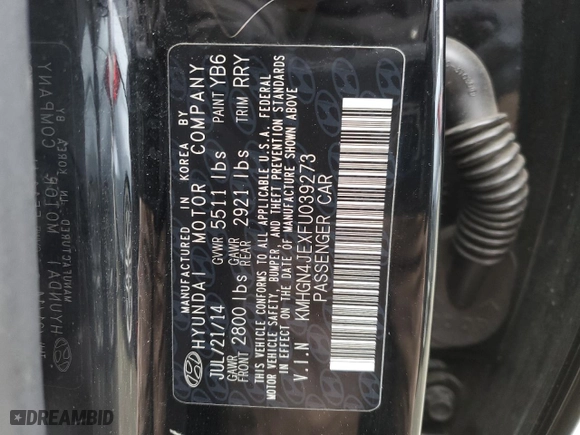 MANUFACTURED IN KOREA BY
HYUNDAI MOTOR COMPANY
JUL/21/14 GVWR 5511 lbs PAINT YB6
GAWR FRONT 2800 lbs GAWR REAR 2921 lbs TRIM RRY
THIS VEHICLE CONFORMS TO ALL APPLICABLE U.S.A. FEDERAL
MOTOR VEHICLE SAFETY, BUMPER, AND THEFT PREVENTION STANDARDS
IN EFFECT ON THE DATE OF MANUFACTURE SHOWN ABOVE
V.I.N KMHGN4JEXFU039273
PASSENGER CAR
DREAMBID